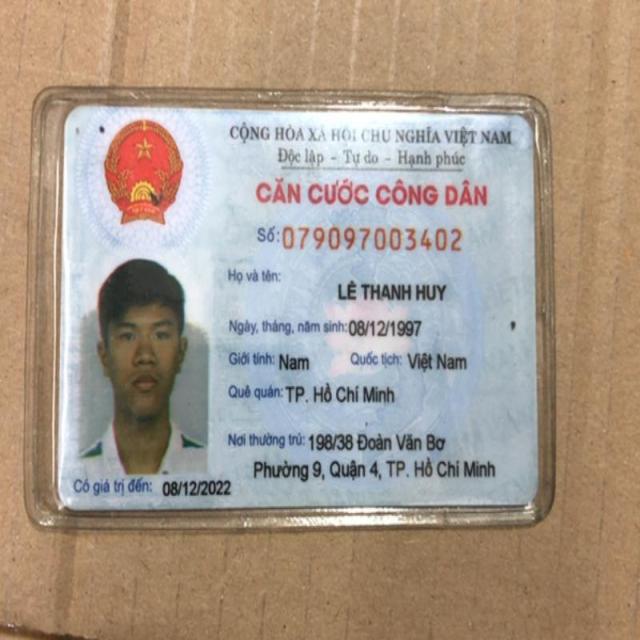 CỘNG HÒA XÃ HỘI CHỦ NGHĨA VIỆT NAM
Độc lập - Tự do - Hạnh phúc
CĂN CƯỚC CÔNG DÂN
Số: 079097003402
Họ và tên:
LÊ THANH HUY
Ngày, tháng, năm sinh: 08/12/1997
Giới tính: Nam Quốc tịch: Việt Nam
Quê quán: TP. Hồ Chí Minh
Nơi thường trú: 198/38 Đoàn Văn Bơ
Phường 9, Quận 4, TP. Hồ Chí Minh
Có giá trị đến: 08/12/2022